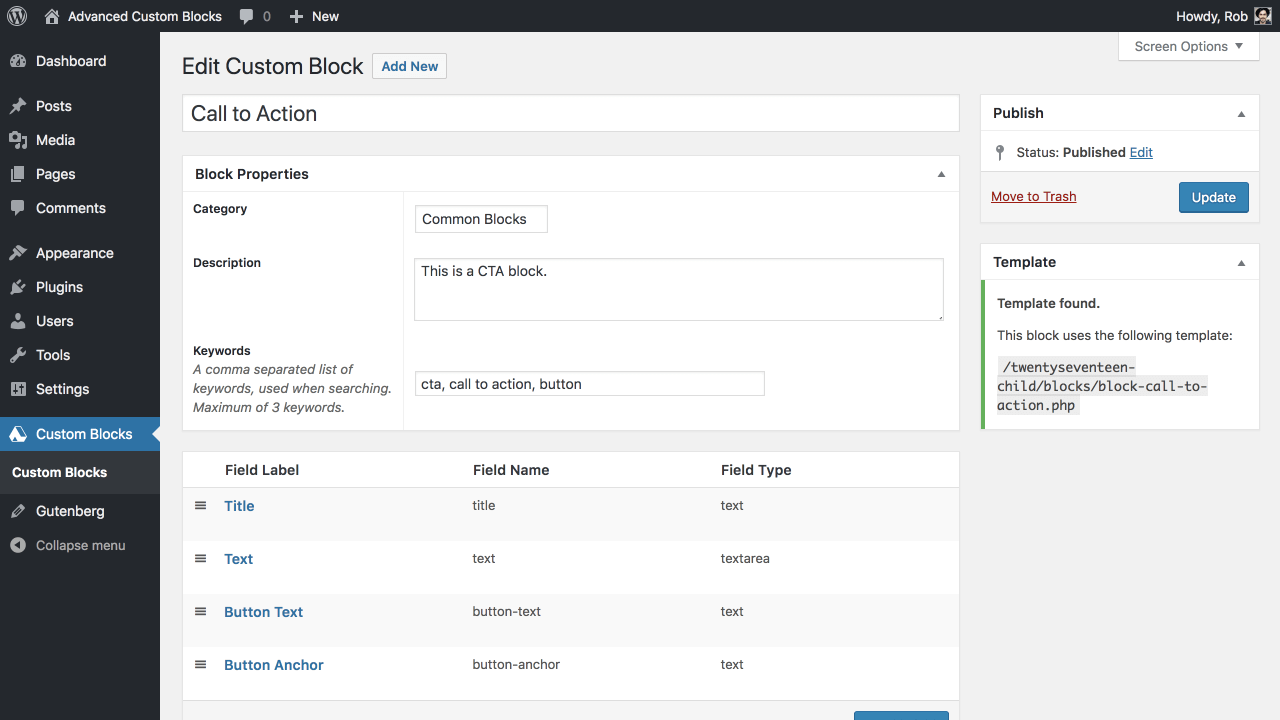 Advanced Custom Blocks 0 New Howdy, Rob
Screen Options
Dashboard
Posts
Media
Pages
Comments
Appearance
Plugins
Users
Tools
Settings
Custom Blocks
Custom Blocks
Gutenberg
Collapse menu
Edit Custom Block Add New
Call to Action
Block Properties
Category
Common Blocks
Description
This is a CTA block.
Keywords
A comma separated list of
keywords, used when searching.
Maximum of 3 keywords.
cta, call to action, button
Field Label Field Name Field Type
Title title text
Text text textarea
Button Text button-text text
Button Anchor button-anchor text
Publish
Status: Published Edit
Move to Trash Update
Template
Template found.
This block uses the following template:
/twentyseventeen-
child/blocks/block-call-to-
action.php